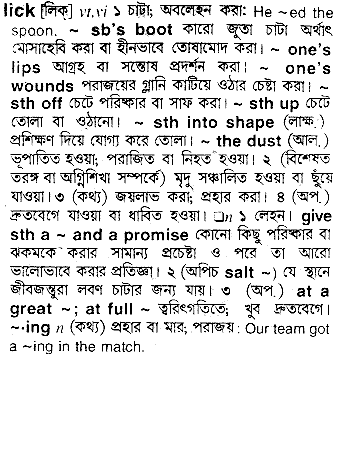 lick [লিক্] vt,vi ১ চাটা; অবলেহন করা: He ~ed the
spoon. ~ sb's boot কারো জুতা চাটা অর্থাৎ
মোসাহেবি করা বা হীনভাবে তোষামোদ করা। ~ one's
lips আগ্রহ বা সন্তোষ প্রদর্শন করা। ~ one's
wounds পরাজয়ের গ্লানি কাটিয়ে ওঠার চেষ্টা করা। ~
sth off চেটে পরিষ্কার বা সাফ করা। ~ sth up চেটে
তোলা বা ওঠানো। ~ sth into shape (লাক্ষ.)
প্রশিক্ষণ দিয়ে যোগ্য করে তোলা। ~ the dust (আল.)
ভূপাতিত হওয়া; পরাজিত বা নিহত হওয়া। ২ (বিশেষত
তরঙ্গ বা অগ্নিশিখা সম্পর্কে) মৃদু সঞ্চালিত হওয়া বা ছুঁয়ে
যাওয়া। ৩ (কথ্য) জয়লাভ করা; প্রহার করা। ৪ (অপ.)
দ্রুতবেগে যাওয়া বা ধাবিত হওয়া। □n ১ লেহন। give
sth a ~ and a promise কোনো কিছু পরিষ্কার বা
ঝকমকে করার সামান্য প্রচেষ্টা ও পরে তা আরো
ভালোভাবে করার প্রতিজ্ঞা। ২ (অপিচ salt ~) যে স্থানে
জীবজন্তুরা লবণ চাটার জন্য যায়। ৩ (অপ.) at a
great ~; at full ~ ত্বরিৎগতিতে; খুব দ্রুতবেগে।
~·ing n (কথ্য) প্রহার বা মার; পরাজয়: Our team got
a ~ing in the match.